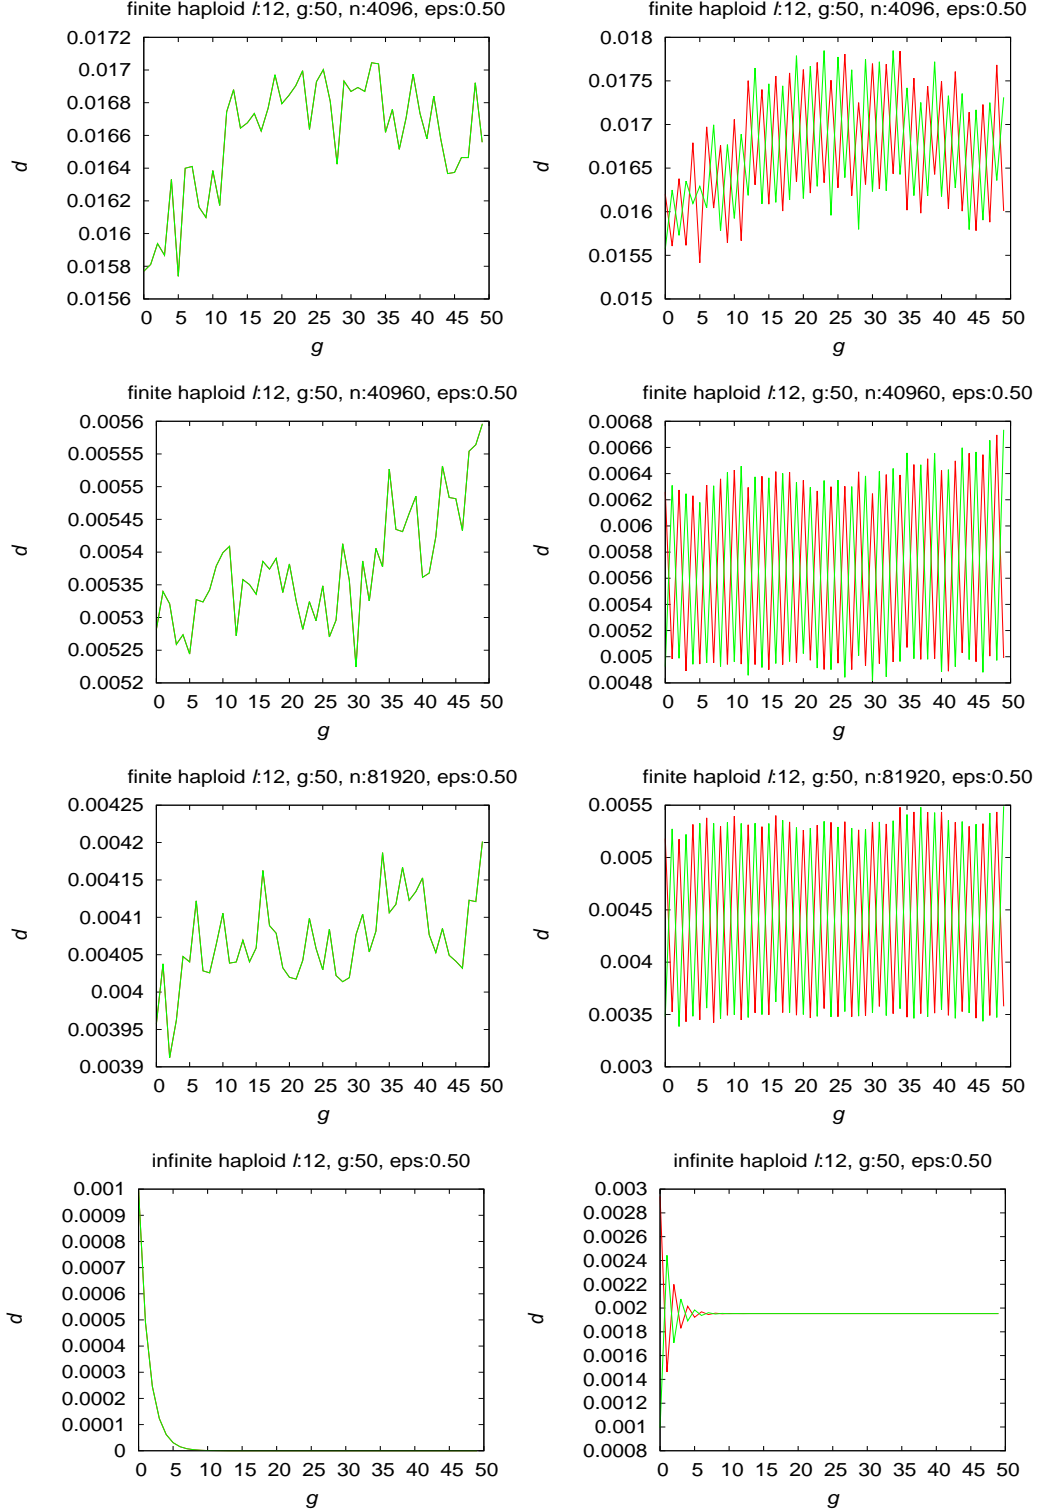 finite haploid l:12, g:50, n:4096, eps:0.50
0.0172
0.017
0.0168
0.0166
0.0164
0.0162
0.016
0.0158
0.0156
d
0 5 10 15 20 25 30 35 40 45 50
g
finite haploid l:12, g:50, n:4096, eps:0.50
0.018
0.0175
0.017
0.0165
0.016
0.0155
0.015
d
0 5 10 15 20 25 30 35 40 45 50
g
finite haploid l:12, g:50, n:40960, eps:0.50
0.0056
0.00555
0.0055
0.00545
0.0054
0.00535
0.0053
0.00525
0.0052
d
0 5 10 15 20 25 30 35 40 45 50
g
finite haploid l:12, g:50, n:40960, eps:0.50
0.0068
0.0066
0.0064
0.0062
0.006
0.0058
0.0056
0.0054
0.0052
0.005
0.0048
d
0 5 10 15 20 25 30 35 40 45 50
g
finite haploid l:12, g:50, n:81920, eps:0.50
0.00425
0.0042
0.00415
0.0041
0.00405
0.004
0.00395
0.0039
d
0 5 10 15 20 25 30 35 40 45 50
g
finite haploid l:12, g:50, n:81920, eps:0.50
0.0055
0.005
0.0045
0.004
0.0035
0.003
d
0 5 10 15 20 25 30 35 40 45 50
g
infinite haploid l:12, g:50, eps:0.50
0.001
0.0009
0.0008
0.0007
0.0006
0.0005
0.0004
0.0003
0.0002
0.0001
0
d
0 5 10 15 20 25 30 35 40 45 50
g
infinite haploid l:12, g:50, eps:0.50
0.003
0.0028
0.0026
0.0024
0.0022
0.002
0.0018
0.0016
0.0014
0.0012
0.001
0.0008
d
0 5 10 15 20 25 30 35 40 45 50
g